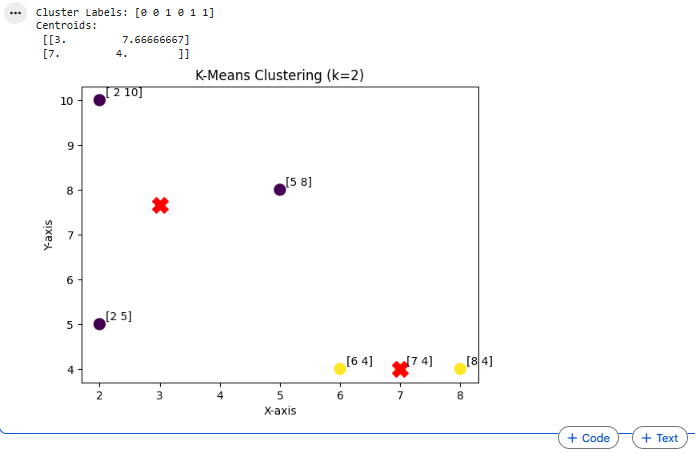 Cluster Labels: [0 0 1 0 1 1]
Centroids:
[[3. 7.66666667]
[7. 4. ]]
K-Means Clustering (k=2)
10
[ 2 10]
9
8
[5 8]
7
6
5
[2 5]
4
[6 4]
[7 4]
[8 4]
Y-axis
2
3
4
5
6
7
8
X-axis
+ Code
+ Text